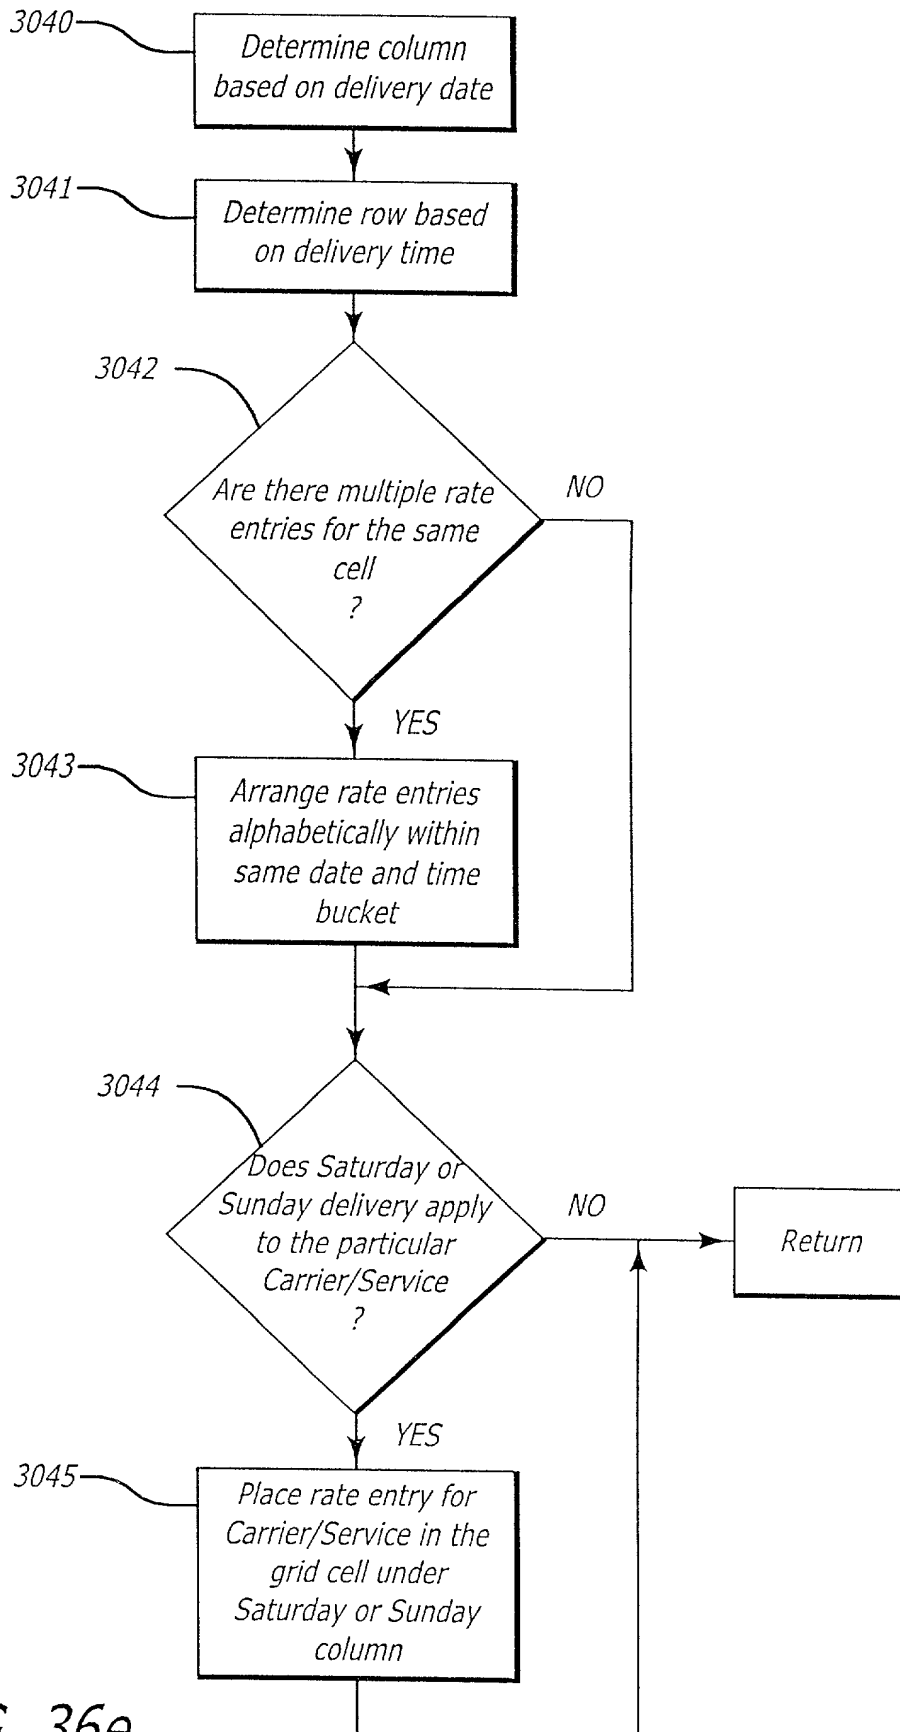 3040
Determine column
based on delivery date
3041
Determine row based
on delivery time
3042
Are there multiple rate
entries for the same
cell
?
NO
YES
3043
Arrange rate entries
alphabetically within
same date and time
bucket
3044
Does Saturday or
Sunday delivery apply
to the particular
Carrier/Service
?
NO
Return
YES
3045
Place rate entry for
Carrier/Service in the
grid cell under
Saturday or Sunday
column
36e